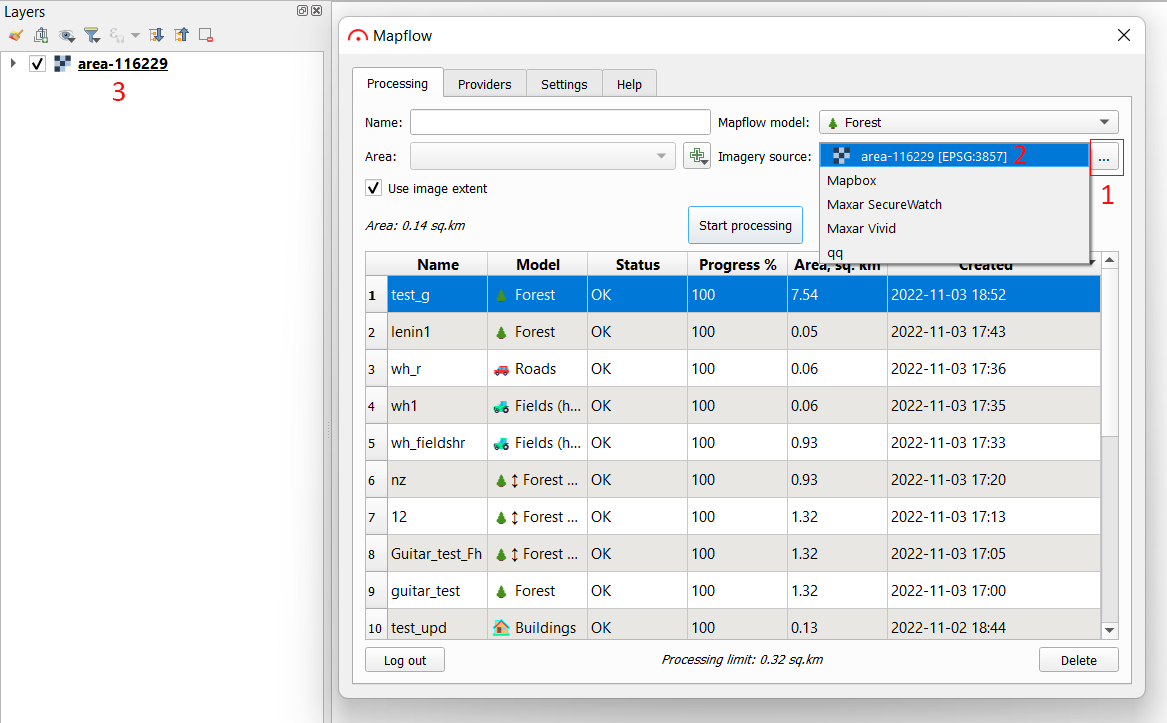 Layers
area-116229
3
Mapflow
Processing Providers Settings Help
Name: Mapflow model: Forest
Area: Imagery source: area-116229 [EPSG:3857] 2 ...
1
Mapbox
Use image extent
Maxar SecureWatch
Area: 0.14 sq.km Start processing Maxar Vivid
qq
Name Model Status Progress % Area, sq. km Created
1 test_g Forest OK 100 7.54 2022-11-03 18:52
2 lenin1 Forest OK 100 0.05 2022-11-03 17:43
3 wh_r Roads OK 100 0.06 2022-11-03 17:36
4 wh1 Fields (h... OK 100 0.06 2022-11-03 17:35
5 wh_fieldshr Fields (h... OK 100 0.93 2022-11-03 17:33
6 nz Forest ... OK 100 0.93 2022-11-03 17:20
7 12 Forest ... OK 100 1.32 2022-11-03 17:13
8 Guitar_test_Fh Forest ... OK 100 1.32 2022-11-03 17:05
9 guitar_test Forest OK 100 1.32 2022-11-03 17:00
10 test_upd Buildings OK 100 0.13 2022-11-02 18:44
Log out Processing limit: 0.32 sq.km Delete